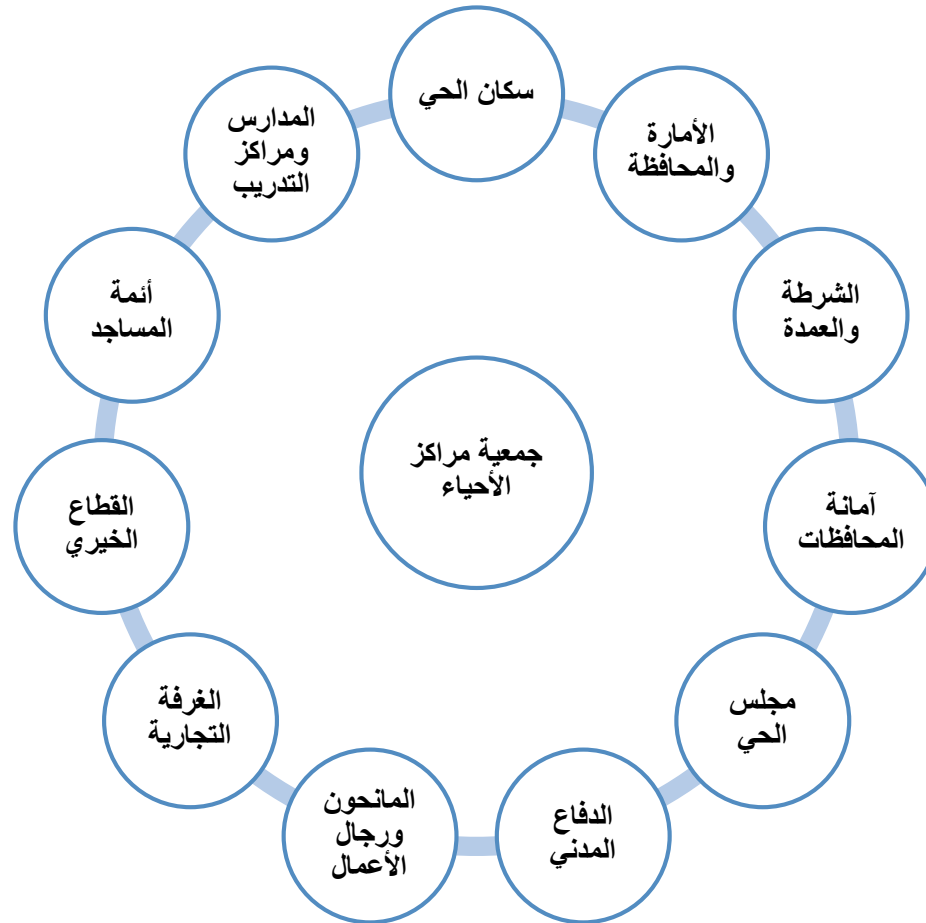 سكان الحي
الأمارة
والمحافظة
الشرطة
والعمدة
آمانة
المحافظات
مجلس
الحي
الدفاع
المدني
المانحون
ورجال
الأعمال
الغرفة
التجارية
القطاع
الخيري
أئمة
المساجد
المدارس
ومراكز
التدريب
جمعية مراكز
الأحياء